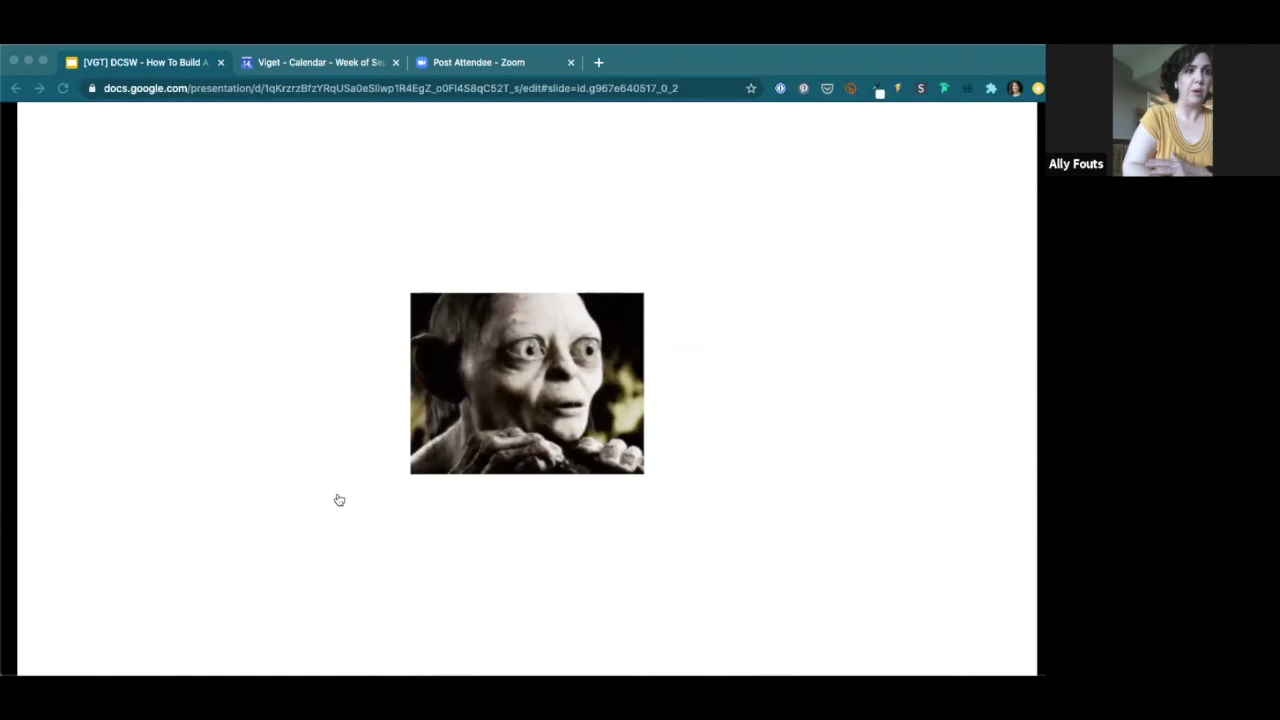 [VGT] DCSW - How To Build A
Viget - Calendar - Week of Se
Post Attendee - Zoom
docs.google.com/presentation/d/1qKrzrzBfzYRqUSa0eSliwp1R4EgZ_o0Fl4S8qC52T_s/edit#slide=id.g967e640517_0_2
Ally Fouts